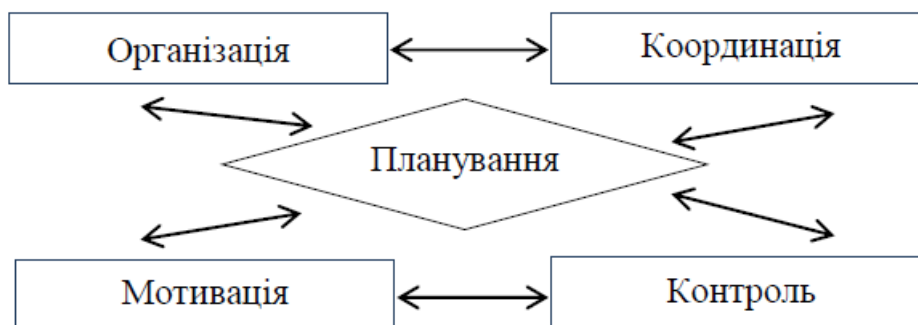 Організація
Координація
Планування
Мотивація
Контроль